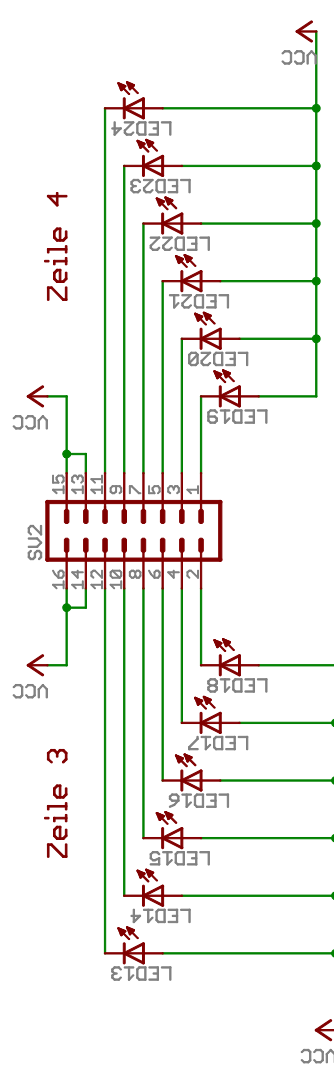 VCC
LED24
LED23
LED22
LED21
LED20
LED19
Zeile 4
VCC
15
13
11
9
7
5
3
1
SV2
16
14
12
10
8
6
4
2
VCC
LED18
LED17
LED16
LED15
LED14
LED13
Zeile 3
VCC